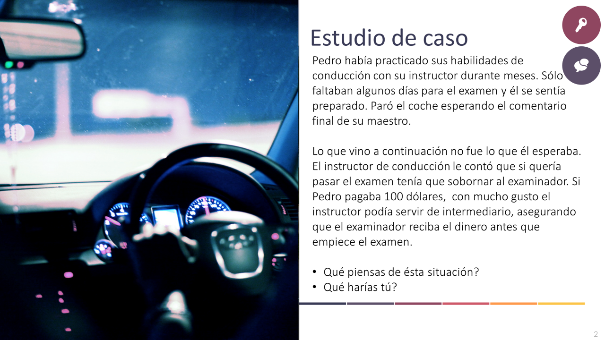 Estudio de caso
Pedro había practicado sus habilidades de
conducción con su instructor durante meses. Sólo
faltaban algunos días para el examen y él se sentía
preparado. Paró el coche esperando el comentario
final de su maestro.
Lo que vino a continuación no fue lo que él esperaba.
El instructor de conducción le contó que si quería
pasar el examen tenía que sobornar al examinador. Si
Pedro pagaba 100 dólares,  con mucho gusto el
instructor podía servir de intermediario, asegurando
que el examinador reciba el dinero antes que
empiece el examen.
• Qué piensas de ésta situación?
• Qué harías tú?
2